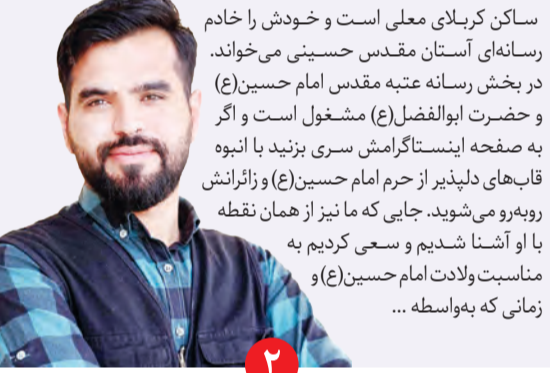 ساکن کربلای معلی است و خودش را خادم
رسانه‌ای آستان مقدس حسینی می‌خواند.
در بخش رسانه عتبه مقدس امام حسین(ع)
و حضرت ابوالفضل(ع) مشغول است و اگر
به صفحه اینستاگرامش سری بزنید با انبوه
قاب‌های دلپذیر از حرم امام حسین(ع) و زائرانش
روبه‌رو می‌شوید. جایی که ما نیز از همان نقطه
با او آشنا شدیم و سعی کردیم به
مناسبت ولادت امام حسین(ع) و
زمانی که به‌واسطه ...
۲